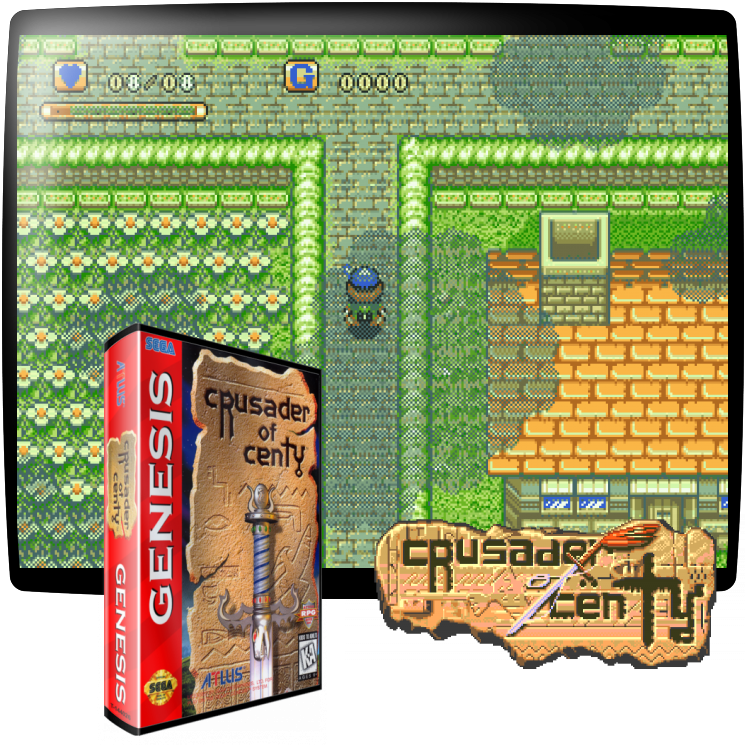 08/08
G 0000
SEGA
ATLUS
GENESIS
crusader
of
centy
crusader
of
centy
GENESIS
SEGA
RPG
ATLUS
KA
crusader
of
centy